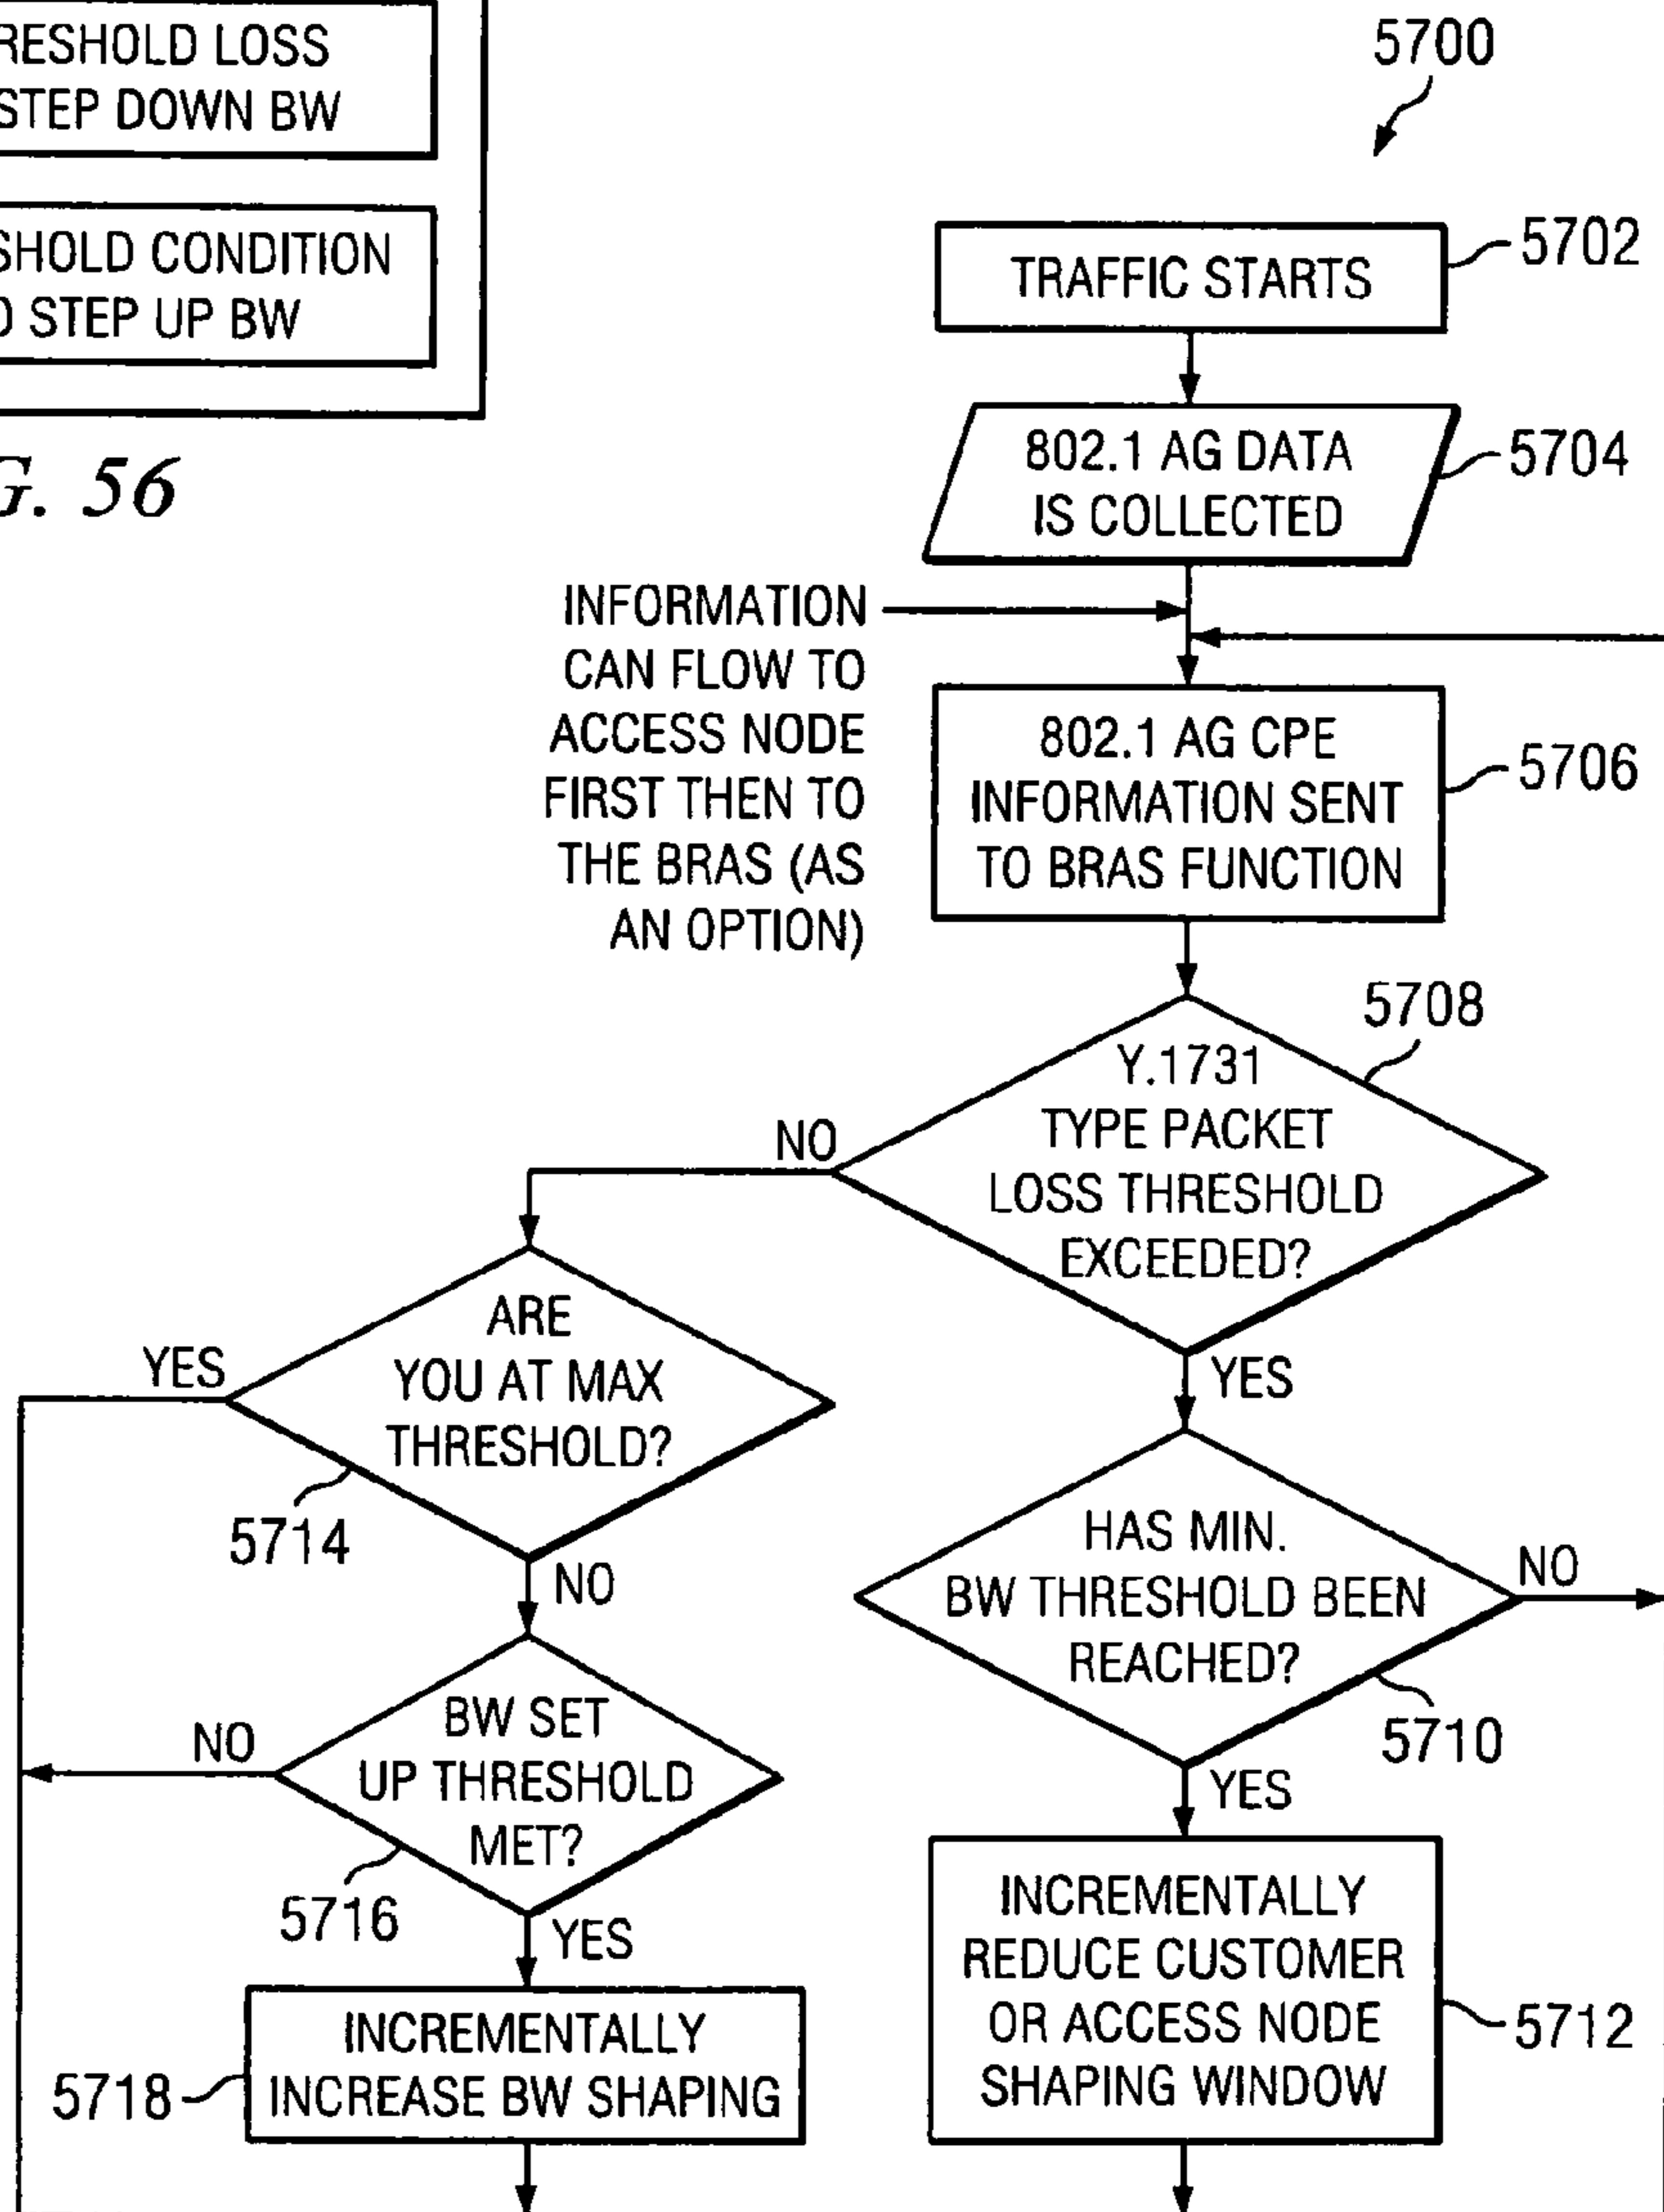 RESHOLD LOSS
STEP DOWN BW
SHOLD CONDITION
O STEP UP BW
G. 56
5700
TRAFFIC STARTS
5702
802.1 AG DATA
IS COLLECTED
5704
INFORMATION
CAN FLOW TO
ACCESS NODE
FIRST THEN TO
THE BRAS (AS
AN OPTION)
802.1 AG CPE
INFORMATION SENT
TO BRAS FUNCTION
5706
5708
Y.1731
TYPE PACKET
LOSS THRESHOLD
EXCEEDED?
NO
YES
ARE
YOU AT MAX
THRESHOLD?
YES
5714
NO
HAS MIN.
BW THRESHOLD BEEN
REACHED?
NO
5710
YES
BW SET
UP THRESHOLD
MET?
NO
5716
YES
INCREMENTALLY
INCREASE BW SHAPING
5718
INCREMENTALLY
REDUCE CUSTOMER
OR ACCESS NODE
SHAPING WINDOW
5712